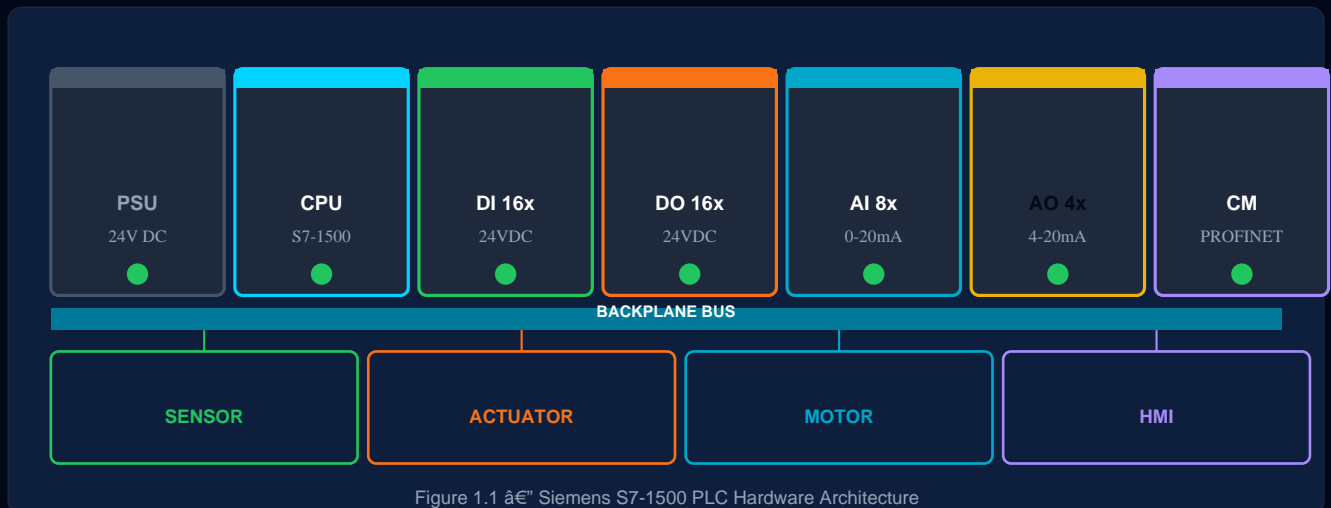 PSU
24V DC
CPU
S7-1500
DI 16x
24VDC
DO 16x
24VDC
AI 8x
0-20mA
AO 4x
4-20mA
CM
PROFINET
BACKPLANE BUS
SENSOR
ACTUATOR
MOTOR
HMI
Figure 1.1 â€” Siemens S7-1500 PLC Hardware Architecture